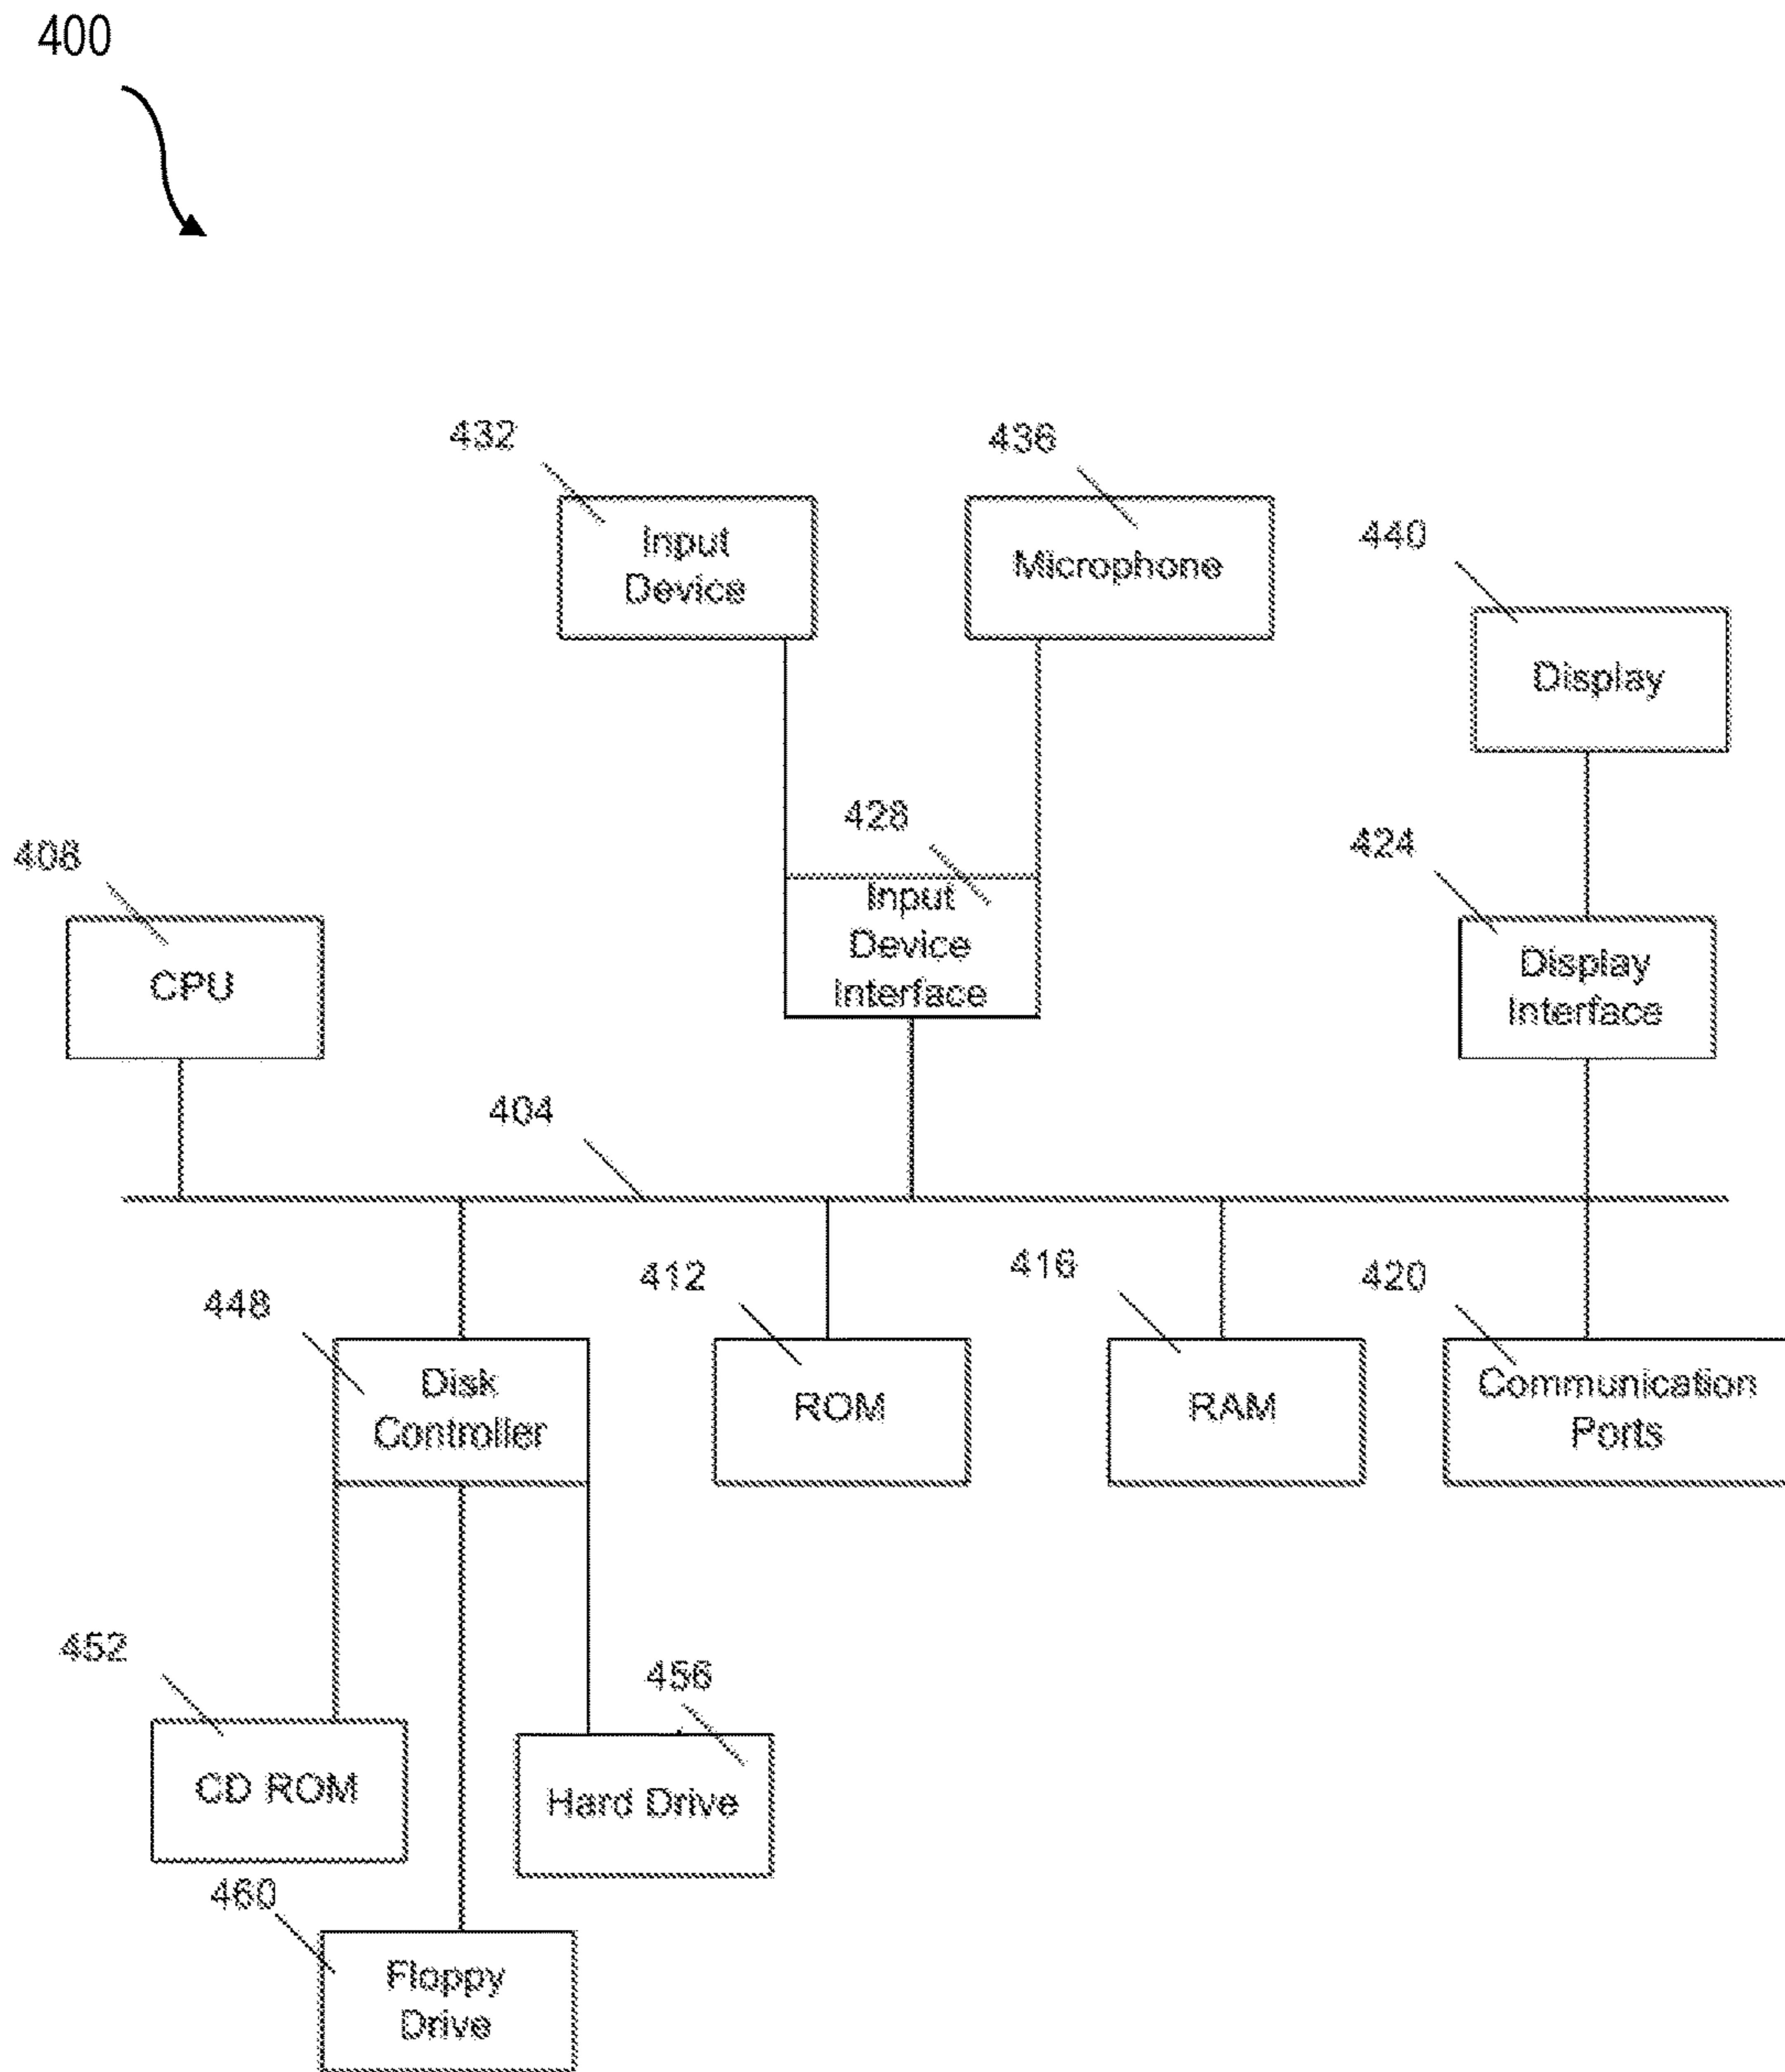 400
432
436
Input
Device
Microphone
440
Display
428
408
424
Input
Device
Interface
CPU
Display
Interface
404
412
416
420
448
Disk
Controller
ROM
RAM
Communication
Ports
452
456
CD ROM
Hard Drive
460
Floppy
Drive